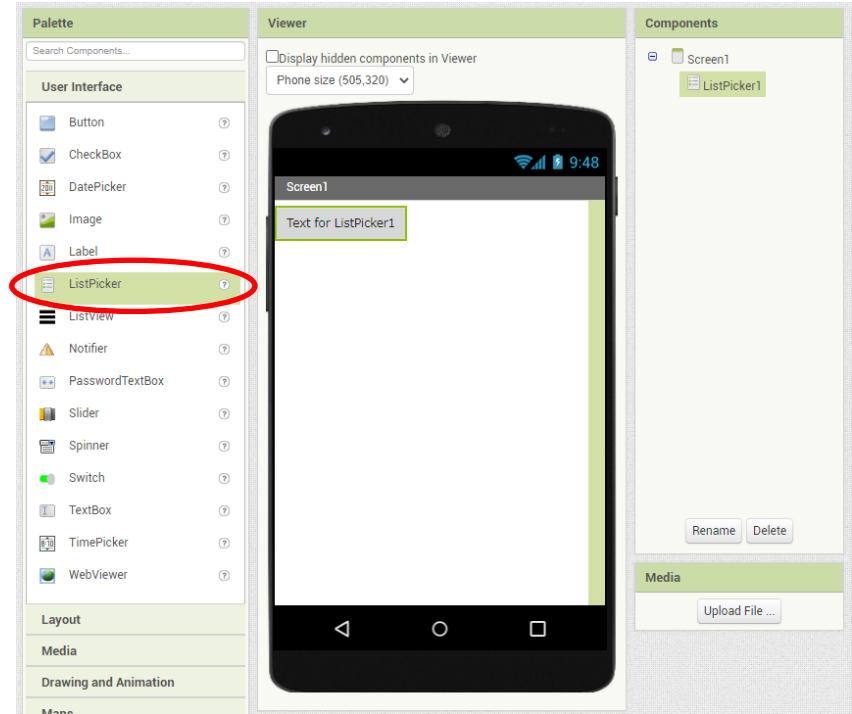 Palette
Search Components...
User Interface
Button
CheckBox
DatePicker
Image
Label
ListPicker
ListView
Notifier
PasswordTextBox
Slider
Spinner
Switch
TextBox
TimePicker
WebViewer
Layout
Media
Drawing and Animation
Maps
Viewer
Display hidden components in Viewer
Phone size (505,320)
9:48
Screen1
Text for ListPicker1
Components
Screen1
ListPicker1
Rename Delete
Media
Upload File ...